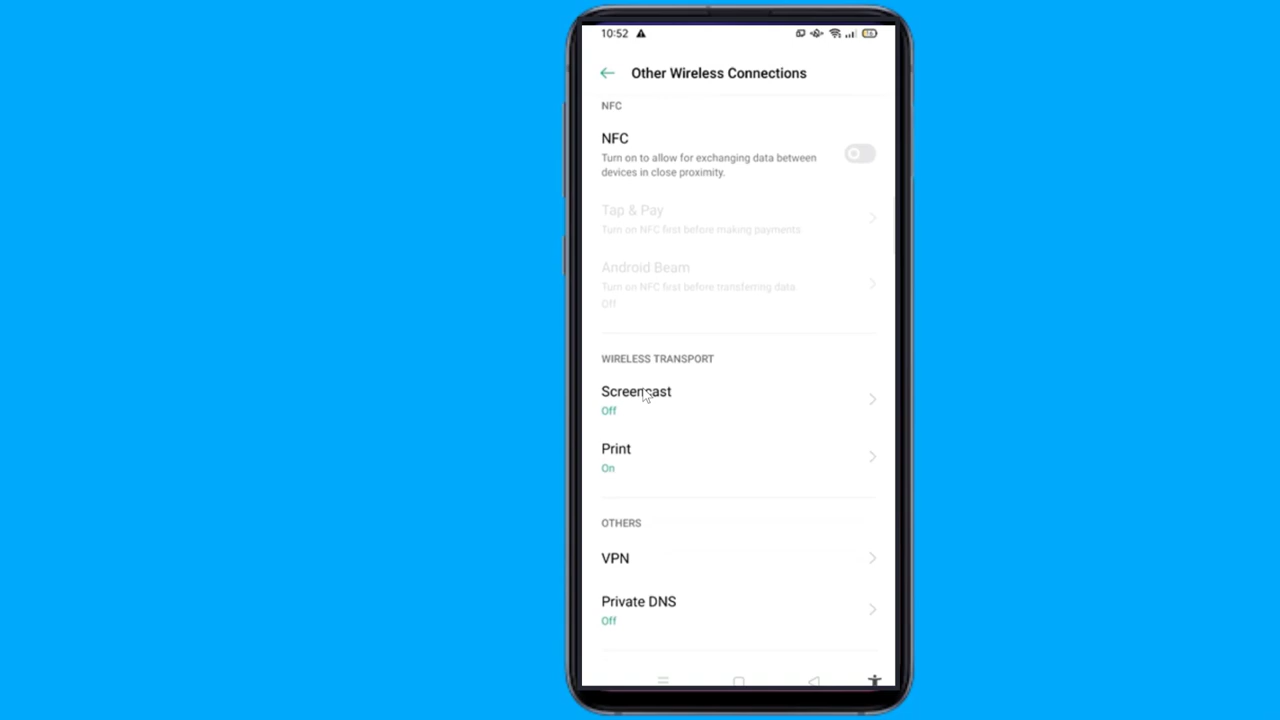 10:52
Other Wireless Connections
NFC
NFC
Turn on to allow for exchanging data between
devices in close proximity.
Tap & Pay
Turn on NFC first before making payments
Android Beam
Turn on NFC first before transferring data
Off
WIRELESS TRANSPORT
Screencast
Off
Print
On
OTHERS
VPN
Private DNS
Off